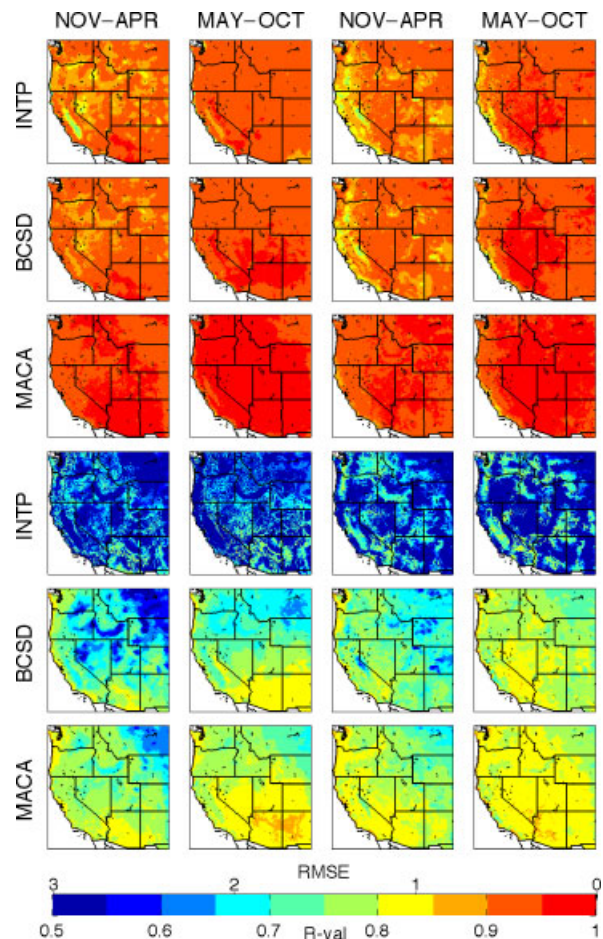 NOV–APR MAY–OCT NOV–APR MAY–OCT
INTP
BCSD
MACA
INTP
BCSD
MACA
RMSE
3 2 1 0
0.5 0.6 0.7 0.8 0.9 1
R-val